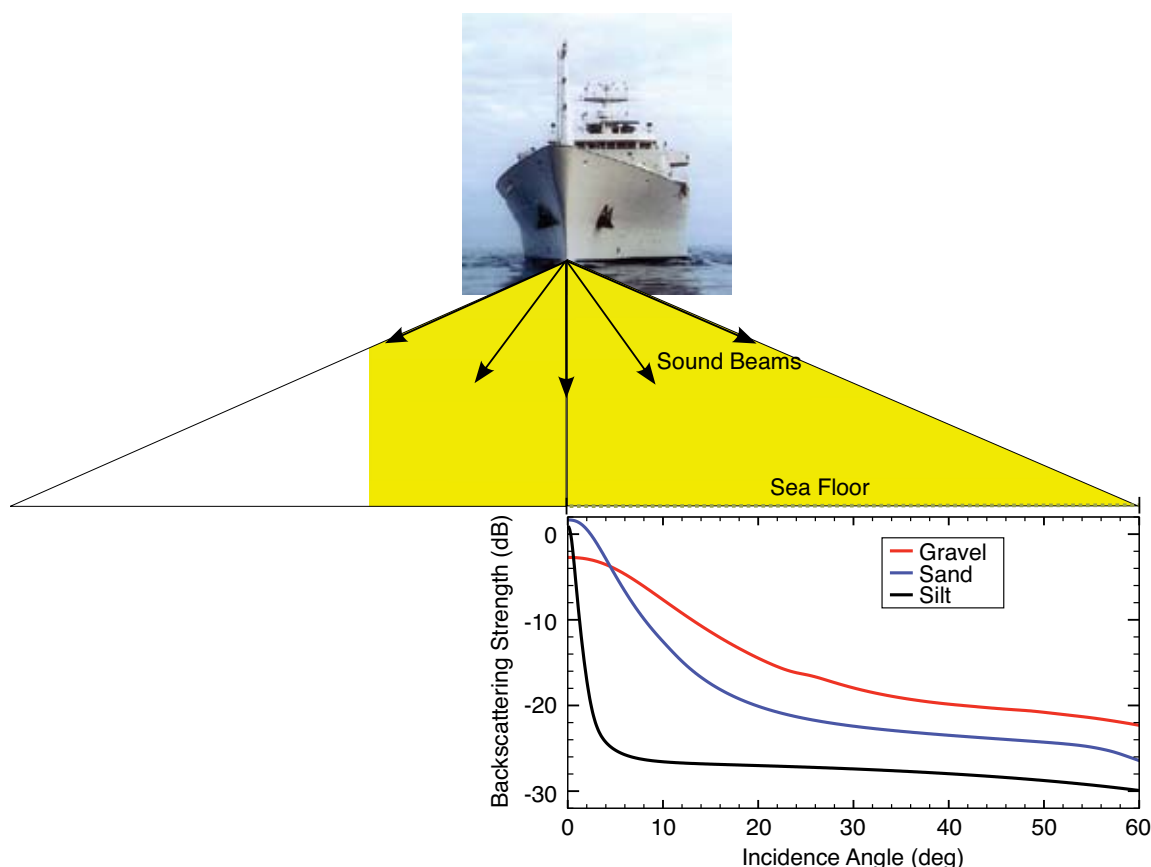 Sound Beams
Sea Floor
Backscattering Strength (dB)
0
-10
-20
-30
Gravel
Sand
Silt
0 10 20 30 40 50 60
Incidence Angle (deg)